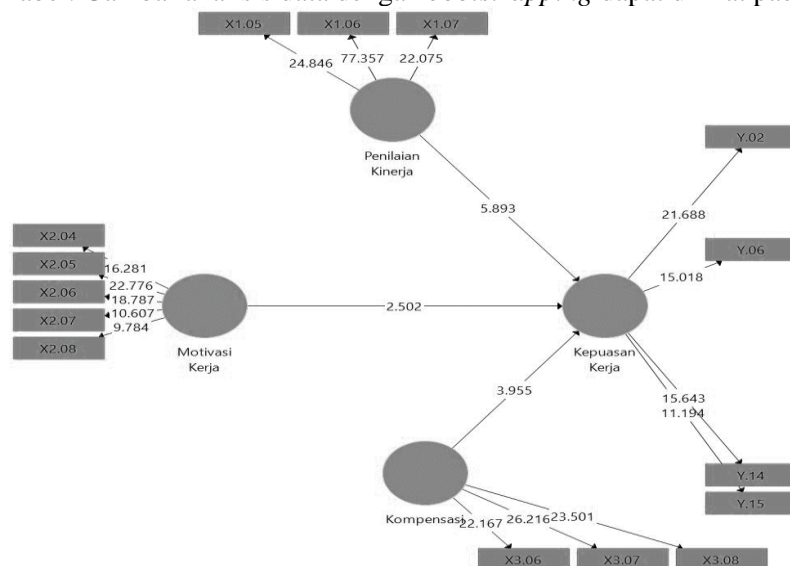 X1.05 X1.06 X1.07
24.846 77.357 22.075
Penilaian
Kinerja
Y.02
5.893
21.688
X2.04
X2.05
X2.06
X2.07
X2.08
16.281
22.776
18.787
10.607
9.784
Y.06
15.018
2.502
Motivasi
Kerja
Kepuasan
Kerja
3.955
15.643
11.194
Y.14
Y.15
Kompensasi
22.167 26.216 23.501
X3.06 X3.07 X3.08